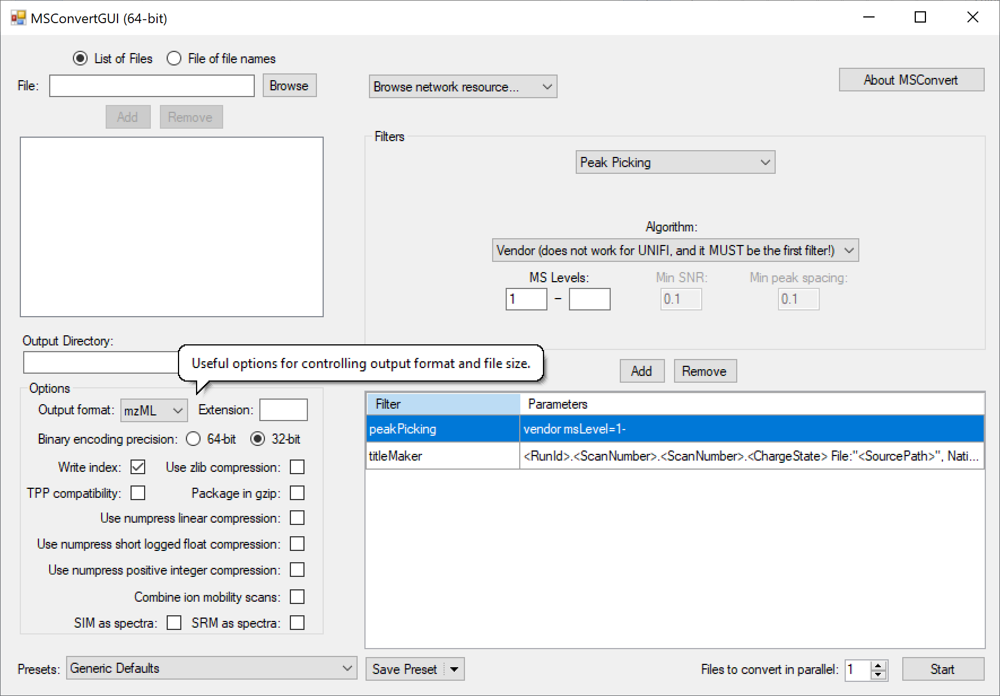 MSConvertGUI (64-bit)
List of Files
File of file names
File:
Browse
Browse network resource...
About MSConvert
Add
Remove
Filters
Peak Picking
Algorithm:
Vendor (does not work for UNIFI, and it MUST be the first filter!)
MS Levels:
Min SNR:
Min peak spacing:
1
–
0.1
0.1
Output Directory:
Useful options for controlling output format and file size.
Add
Remove
Options
Output format:
mzML
Extension:
Binary encoding precision:
64-bit
32-bit
Write index:
Use zlib compression:
TPP compatibility:
Package in gzip:
Use numpress linear compression:
Use numpress short logged float compression:
Use numpress positive integer compression:
Combine ion mobility scans:
SIM as spectra:
SRM as spectra:
Filter
Parameters
peakPicking
vendor msLevel=1-
titleMaker
<RunId>.<ScanNumber>.<ScanNumber>.<ChargeState> File:"<SourcePath>", Nati...
Presets:
Generic Defaults
Save Preset
Files to convert in parallel:
1
Start